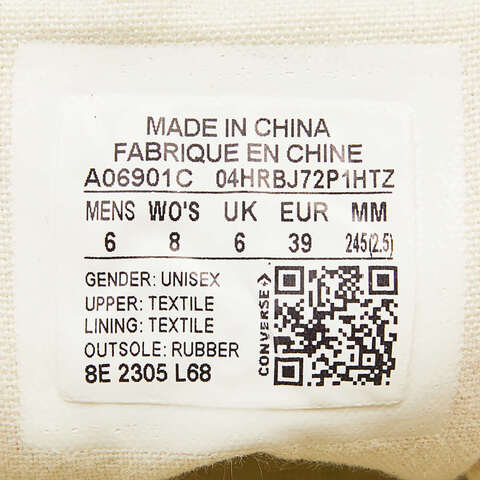 MADE IN CHINA
FABRIQUE EN CHINE
A06901C 04HRBJ72P1HTZ
MENS WO'S UK EUR MM
6 8 6 39 245(2.5)
GENDER: UNISEX
UPPER: TEXTILE
LINING: TEXTILE
OUTSOLE: RUBBER
8E 2305 L68
CONVERSE